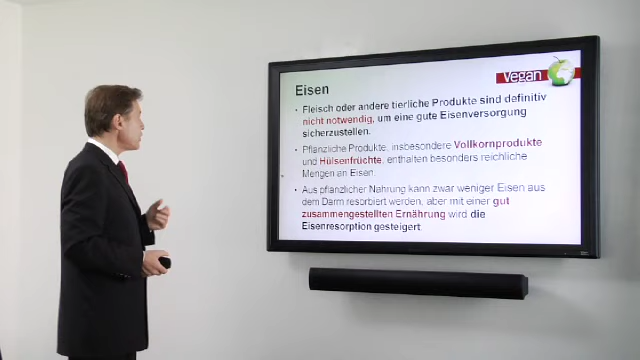 Vegan
Eisen
• Fleisch oder andere tierliche Produkte sind definitiv
nicht notwendig, um eine gute Eisenversorgung
sicherzustellen.
• Pflanzliche Produkte, insbesondere Vollkornprodukte
und Hülsenfrüchte, enthalten besonders reichliche
Mengen an Eisen.
• Aus pflanzlicher Nahrung kann zwar weniger Eisen aus
dem Darm resorbiert werden, aber mit einer gut
zusammengestellten Ernährung wird die
Eisenresorption gesteigert